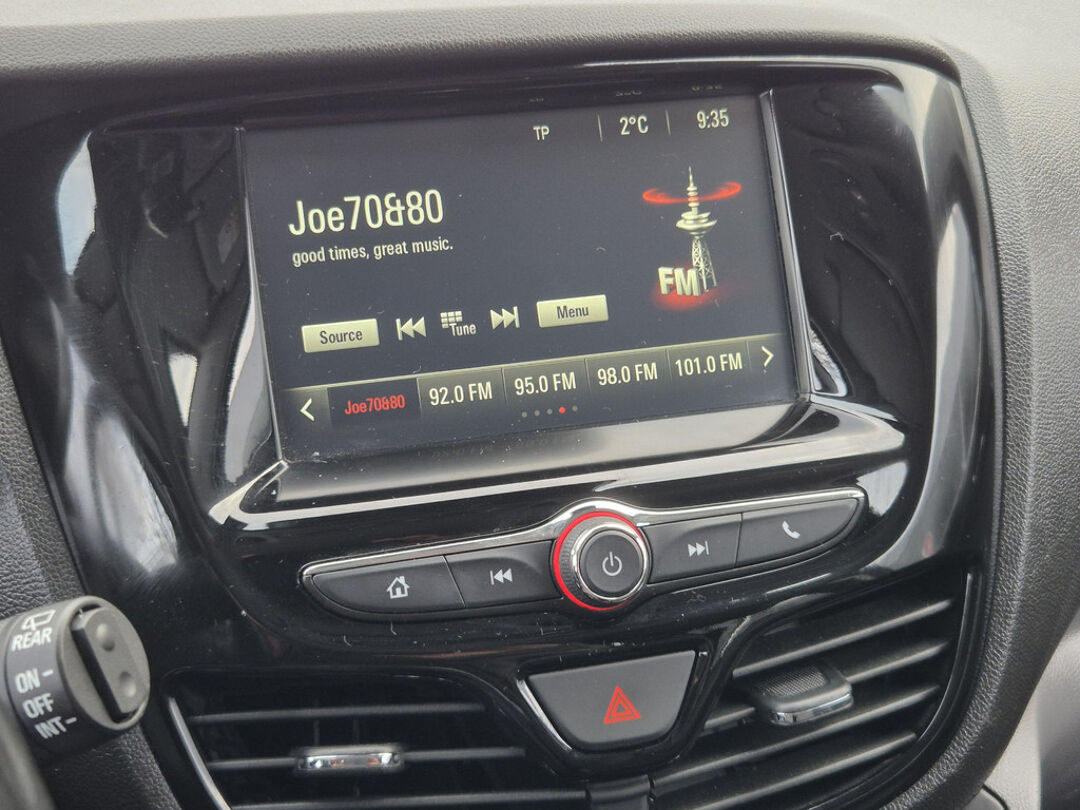 TP 2°C 9:35
Joe70&80
good times, great music.
FM
Source Tune Menu
Joe70&80 92.0 FM 95.0 FM 98.0 FM 101.0 FM
REAR
ON
OFF
INT